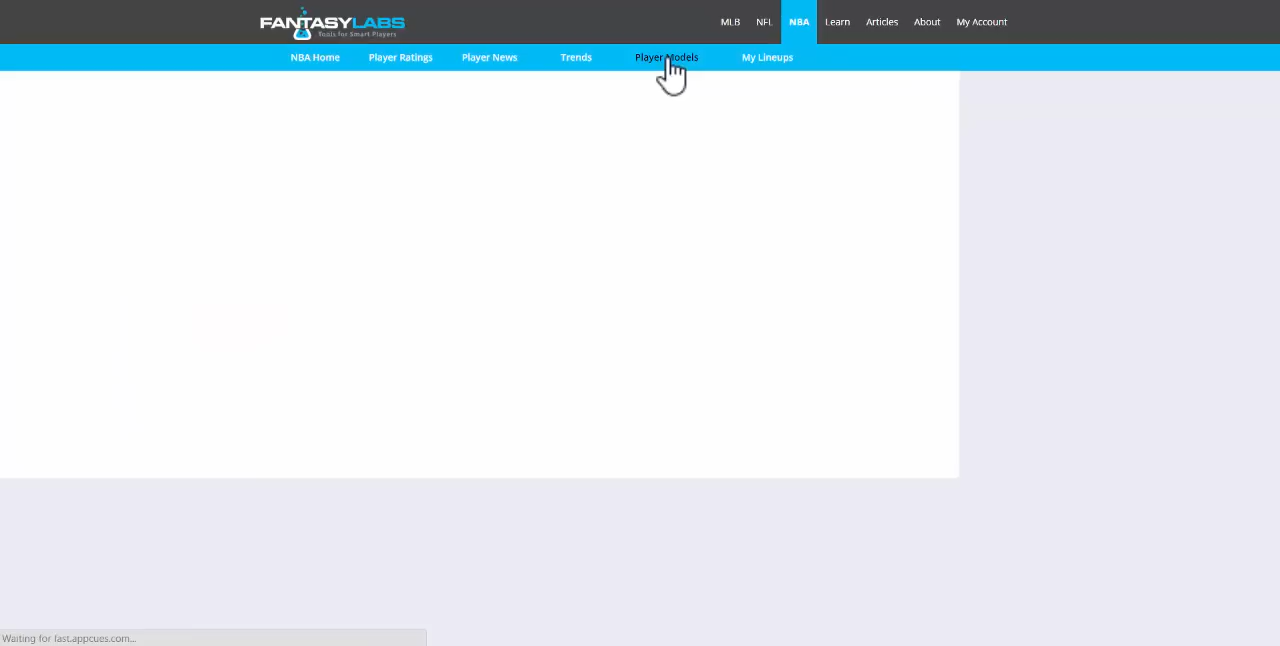 FANTASYLABS
Tools for Smart Players
MLB NFL NBA Learn Articles About My Account
NBA Home Player Ratings Player News Trends Player Models My Lineups
Waiting for fast.appcues.com...